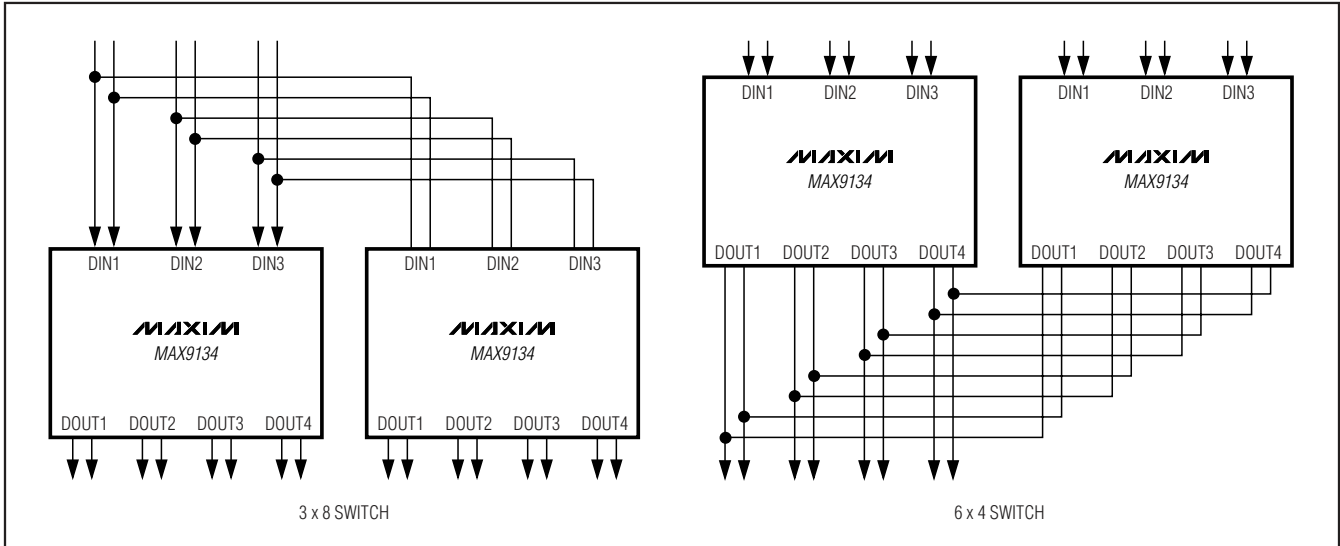 DIN1 DIN2 DIN3 DIN1 DIN2 DIN3
MAXIM
MAX9134
MAXIM
MAX9134
DOUT1 DOUT2 DOUT3 DOUT4 DOUT1 DOUT2 DOUT3 DOUT4
3 x 8 SWITCH
DIN1 DIN2 DIN3 DIN1 DIN2 DIN3
MAXIM
MAX9134
MAXIM
MAX9134
DOUT1 DOUT2 DOUT3 DOUT4 DOUT1 DOUT2 DOUT3 DOUT4
6 x 4 SWITCH